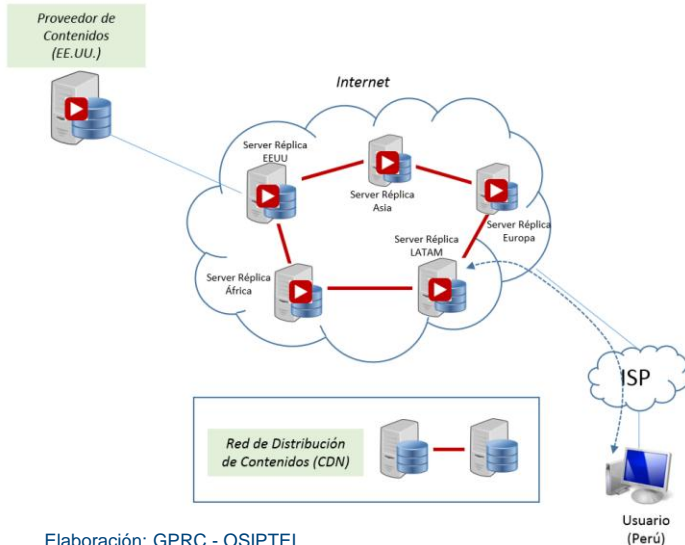 Proveedor de
Contenidos
(EE.UU.)
Internet
Server Réplica
EEUU
Server Réplica
Asia
Server Réplica
Europa
Server Réplica
LATAM
Server Réplica
África
ISP
Red de Distribución
de Contenidos (CDN)
Usuario
(Perú)
Elaboración: GPRC - OSIPTEL